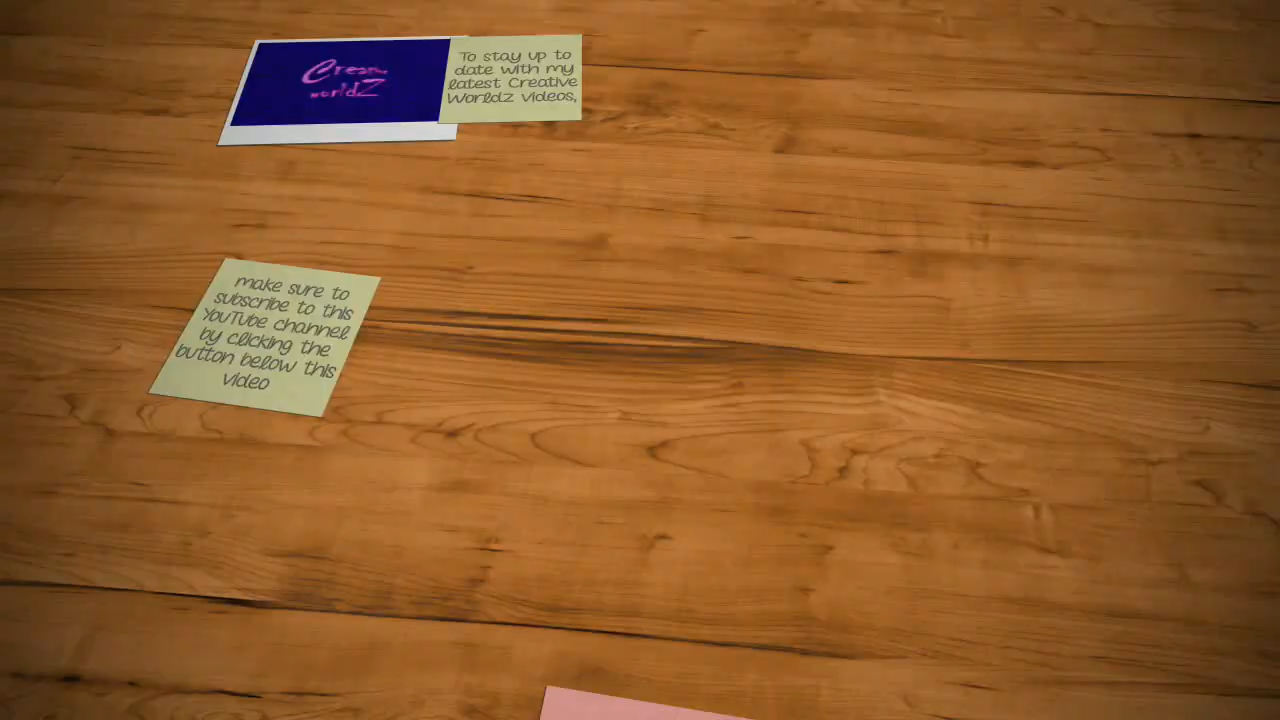 worldZ
To stay up to
date with my
latest Creative
Worldz videos,
make sure to
subscribe to this
YouTube channel
by clicking the
button below this
video